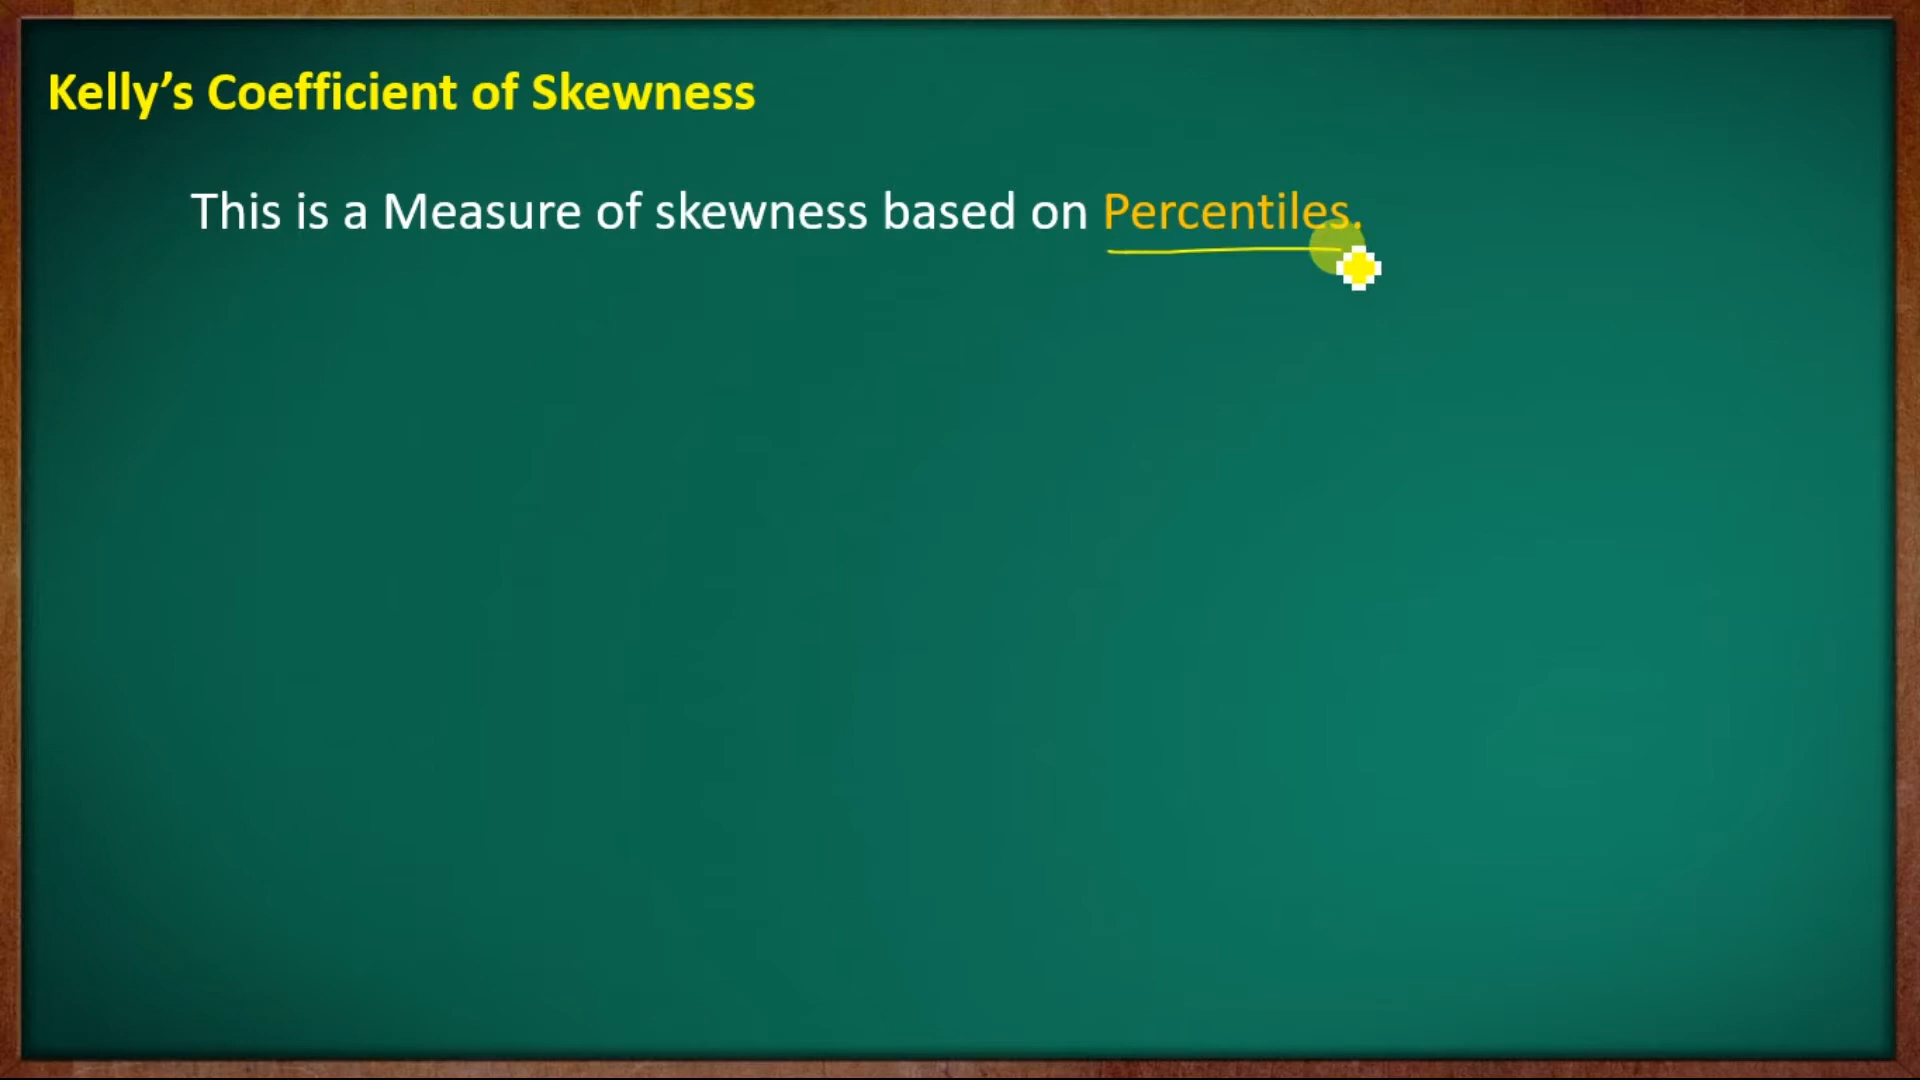 Kelly’s Coefficient of Skewness
This is a Measure of skewness based on Percentiles.